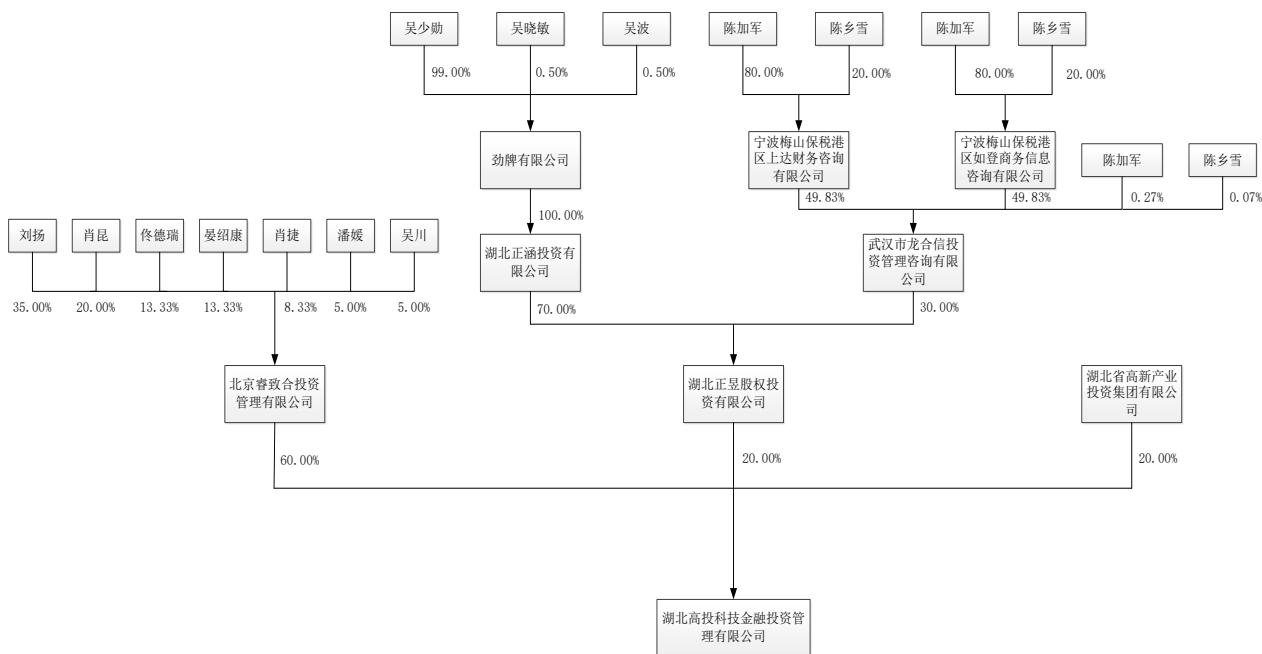 吴少勋
吴晓敏
吴波
陈加军
陈乡雪
陈加军
陈乡雪
99.00%
0.50%
0.50%
80.00%
20.00%
80.00%
20.00%
劲牌有限公司
宁波梅山保税港
区上达财务咨询
有限公司
宁波梅山保税港
区如登商务信息
咨询有限公司
陈加军
陈乡雪
49.83%
49.83%
0.27%
0.07%
100.00%
刘扬
肖昆
佟德瑞
晏绍康
肖捷
潘媛
吴川
湖北正涵投资有
限公司
武汉市龙合信投
资管理咨询有限
公司
35.00%
20.00%
13.33%
13.33%
8.33%
5.00%
5.00%
70.00%
30.00%
北京睿致合投资
管理有限公司
湖北正昱股权投
资有限公司
湖北省高新产业
投资集团有限公
司
60.00%
20.00%
20.00%
湖北高投科技金融投资管
理有限公司